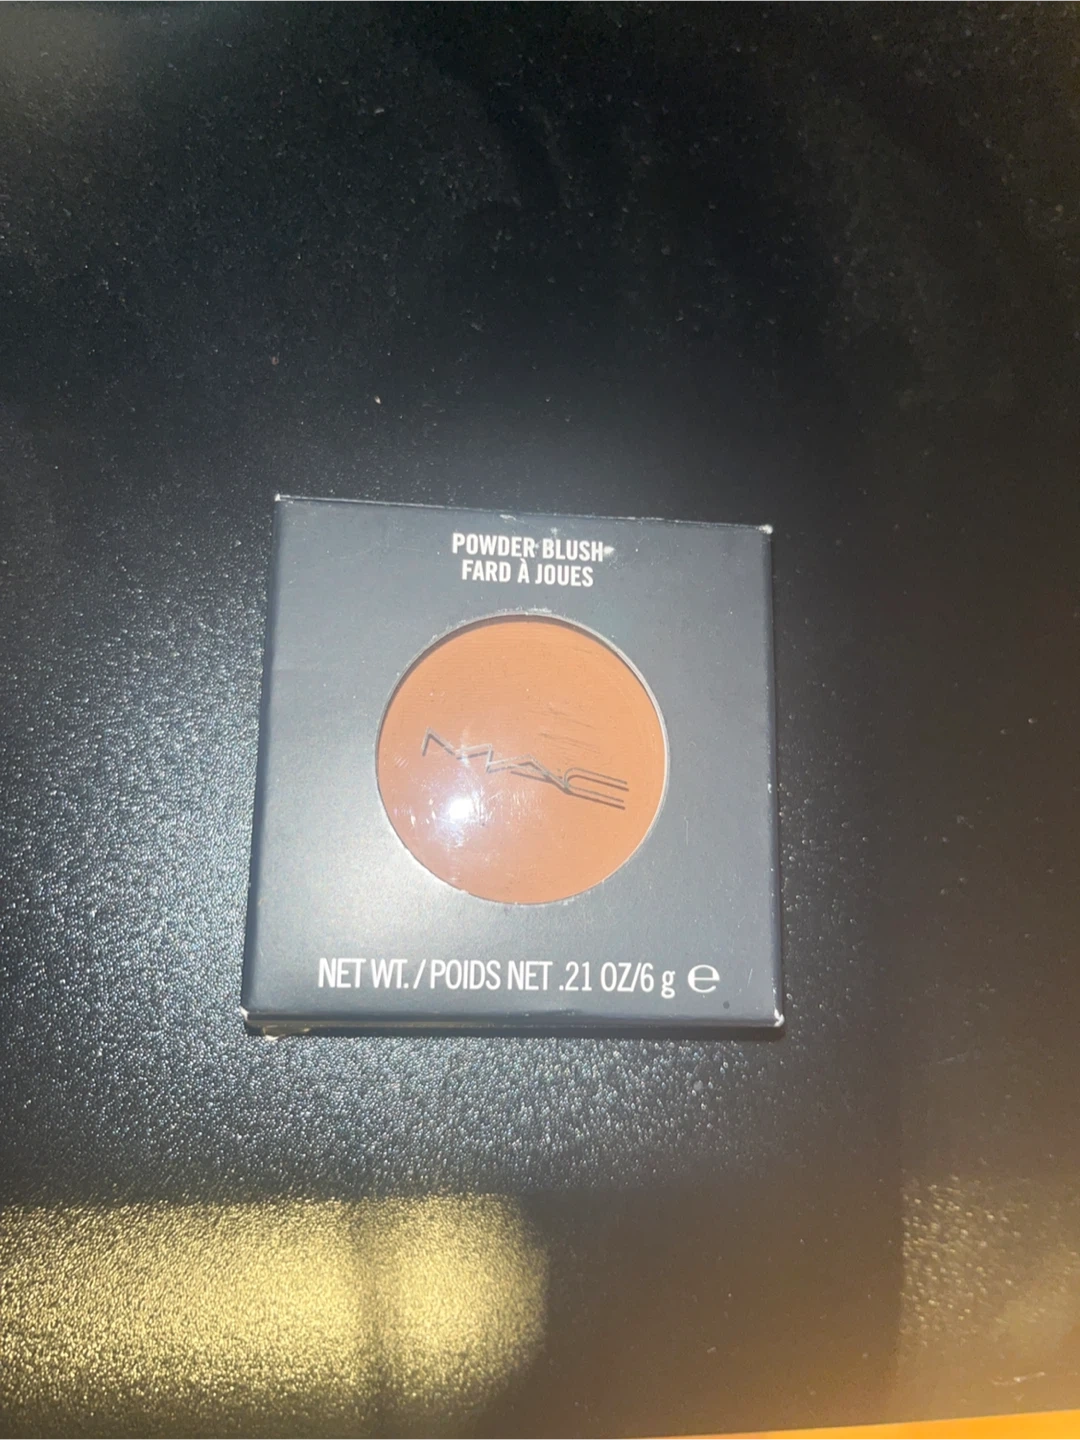 POWDER BLUSH
FARD À JOUES
MAC
NET WT. / POIDS NET .21 OZ/6 g ℮